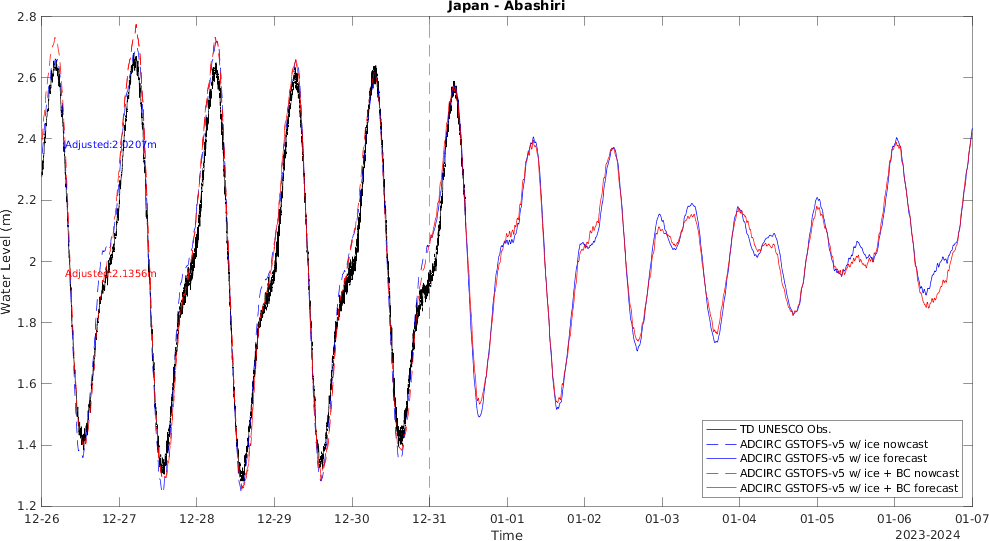 Japan - Abashiri
2.8
2.6
2.4
2.2
2
1.8
1.6
1.4
1.2
Water Level (m)
Adjusted:2.0207m
Adjusted:2.1356m
TD UNESCO Obs.
ADCIRC GSTOFS-v5 w/ ice nowcast
ADCIRC GSTOFS-v5 w/ ice forecast
ADCIRC GSTOFS-v5 w/ ice + BC nowcast
ADCIRC GSTOFS-v5 w/ ice + BC forecast
12-26 12-27 12-28 12-29 12-30 12-31 01-01 01-02 01-03 01-04 01-05 01-06 01-07
Time
2023-2024